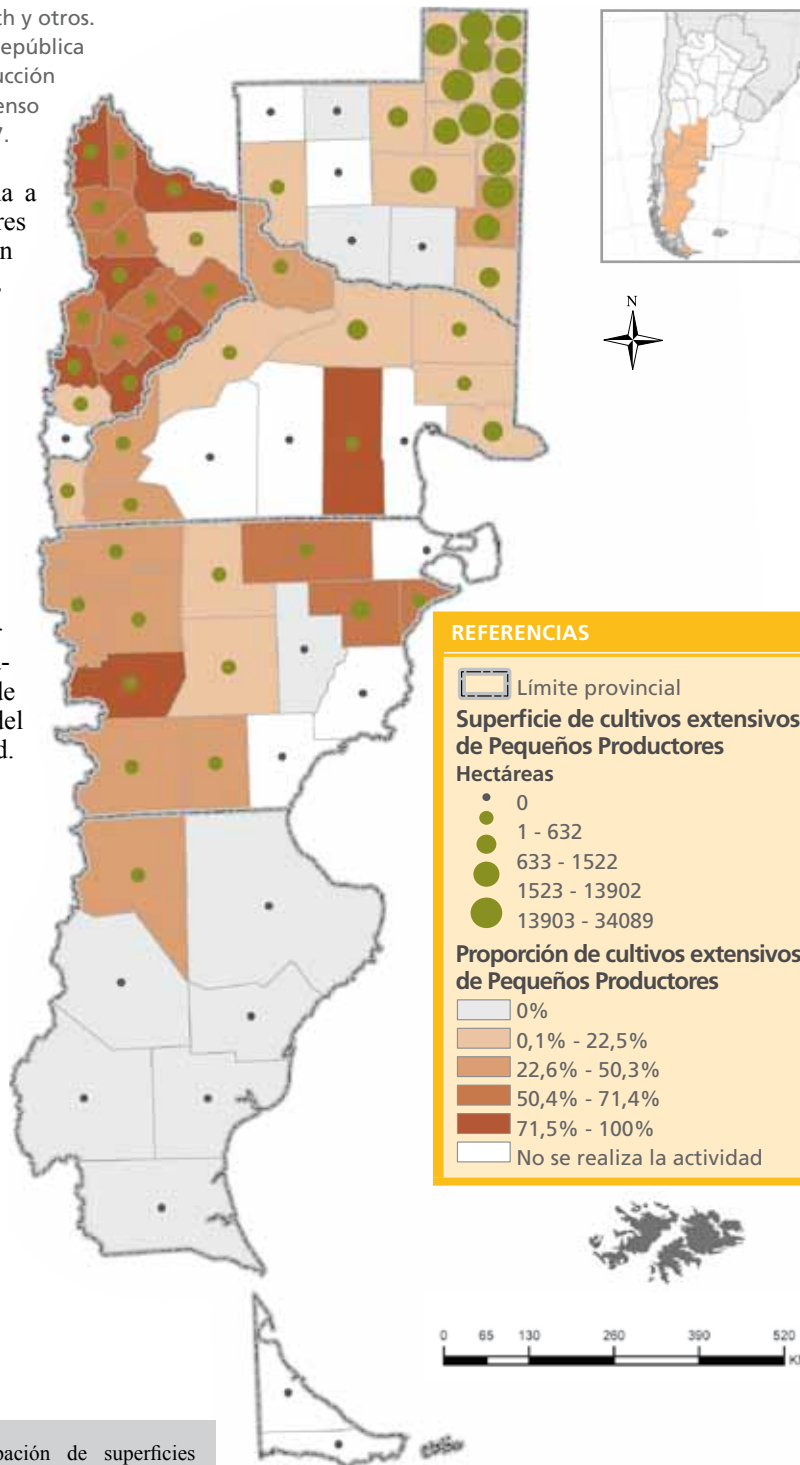 h y otros.
epública
ucción
enso
7.
a a
res
n
de
del
d.
N
REFERENCIAS
Límite provincial
Superficie de cultivos extensivos
de Pequeños Productores
Hectáreas
0
1 - 632
633 - 1522
1523 - 13902
13903 - 34089
Proporción de cultivos extensivos
de Pequeños Productores
0%
0,1% - 22,5%
22,6% - 50,3%
50,4% - 71,4%
71,5% - 100%
No se realiza la actividad
0 65 130 260 390 520
K
pación de superficies